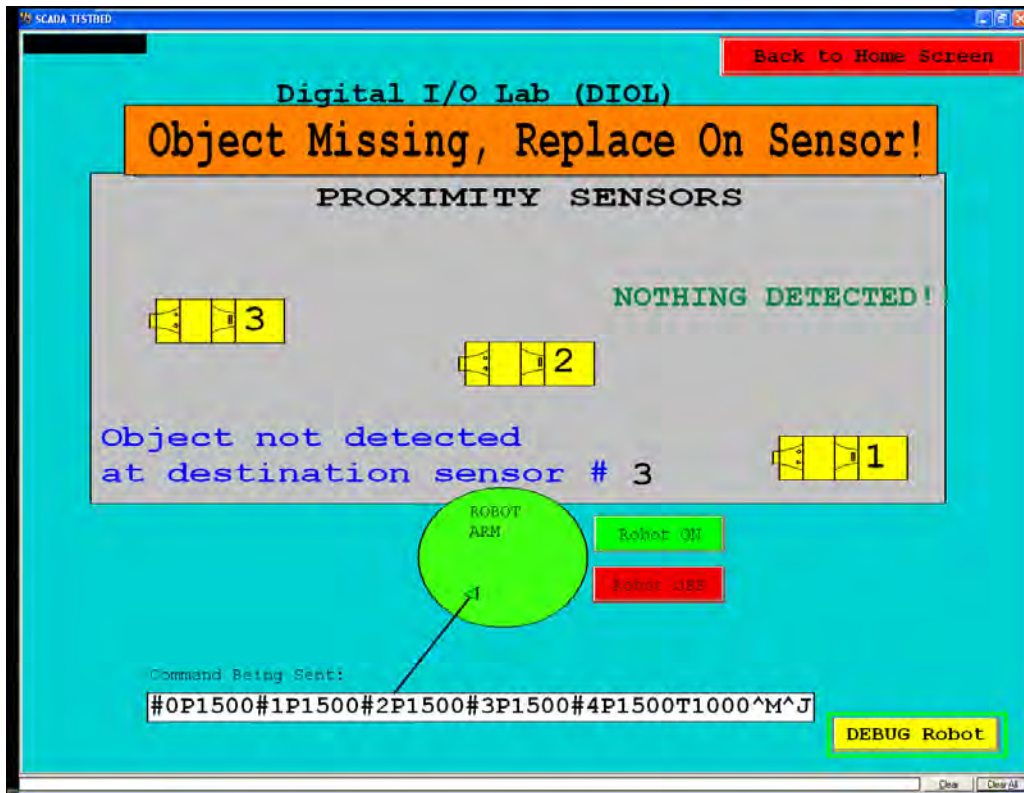 SCADA TESTBED
Back to Home Screen
Digital I/O Lab (DIOL)
Object Missing, Replace On Sensor!
PROXIMITY SENSORS
NOTHING DETECTED!
3
2
1
Object not detected
at destination sensor # 3
ROBOT
ARM
Robot ON
Robot OFF
Command Being Sent:
#0P1500#1P1500#2P1500#3P1500#4P1500T1000^M^J
DEBUG Robot
Clear
Clear All